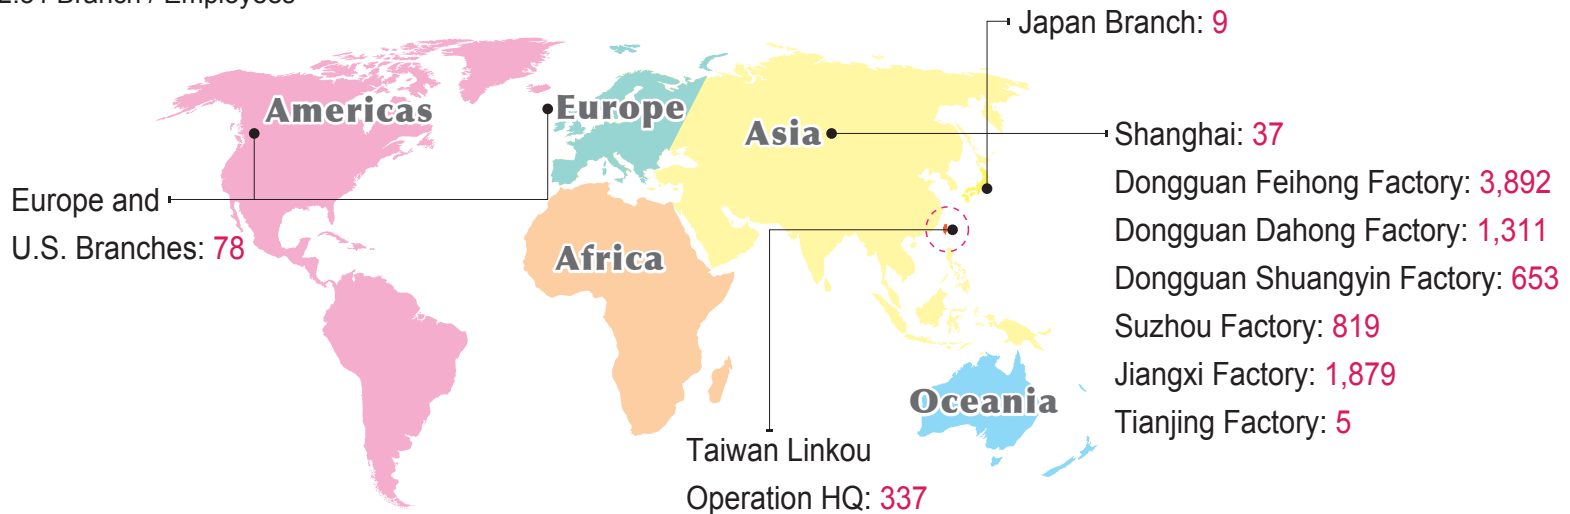 Branch / Employees
Japan Branch: 9
Americas
Europe
Asia
Shanghai: 37
Dongguan Feihong Factory: 3,892
Europe and
U.S. Branches: 78
Dongguan Dahong Factory: 1,311
Africa
Dongguan Shuangyin Factory: 653
Suzhou Factory: 819
Jiangxi Factory: 1,879
Oceania
Tianjing Factory: 5
Taiwan Linkou
Operation HQ: 337